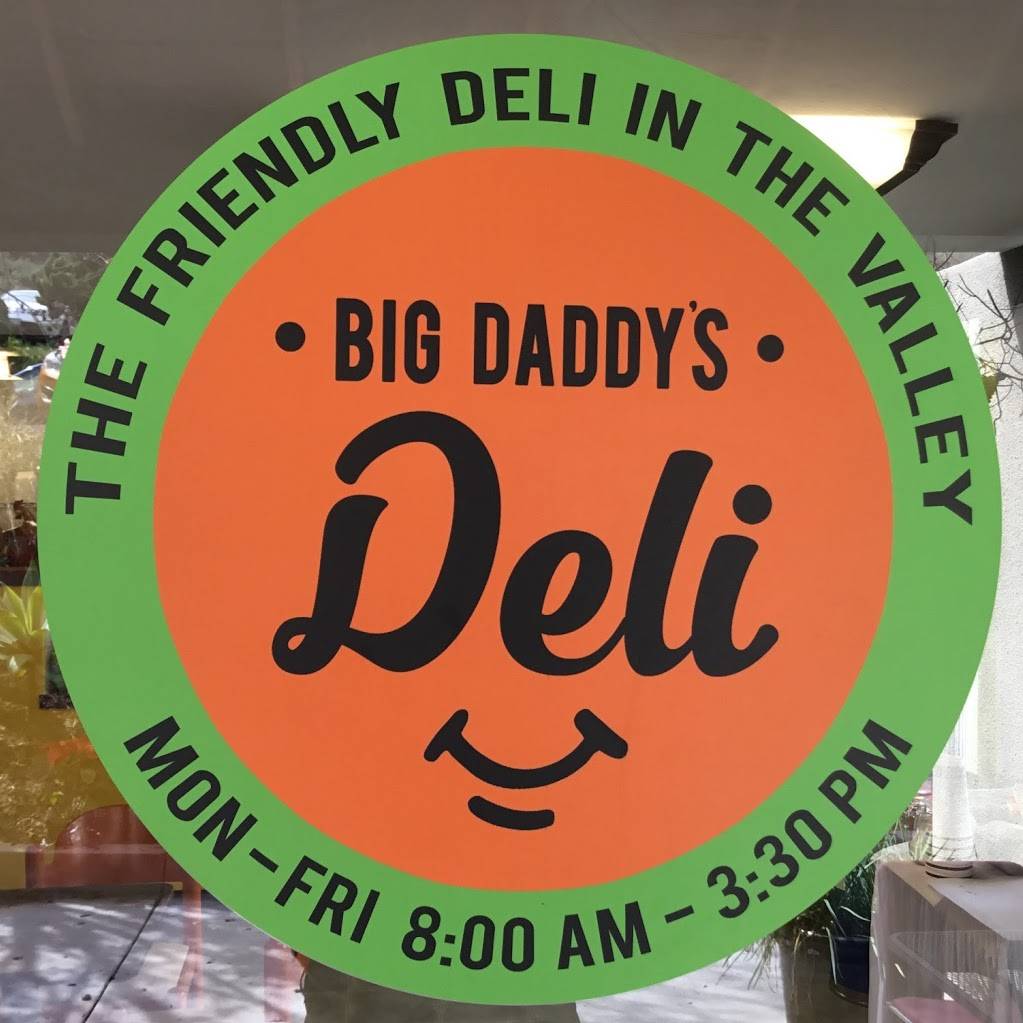 THE FRIENDLY DELI IN THE VALLEY
• BIG DADDY'S •
Deli
MON-FRI 8:00 AM - 3:30 PM